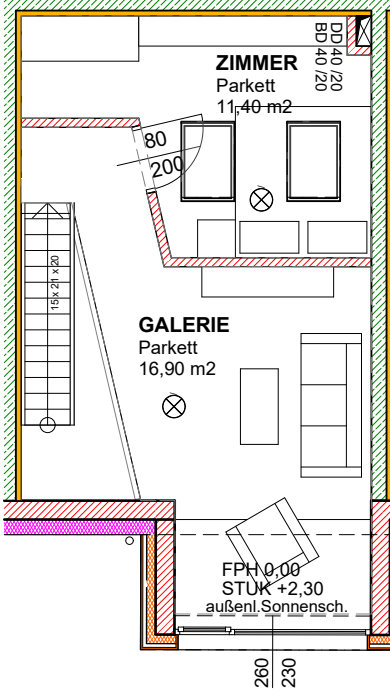 DD 40 /20
BD 40 /20
ZIMMER
Parkett
11,40 m2
80
200
15 x 21 x 20
GALERIE
Parkett
16,90 m2
FPH 0,00
STUK +2,30
außenl.Sonnensch.
260
230